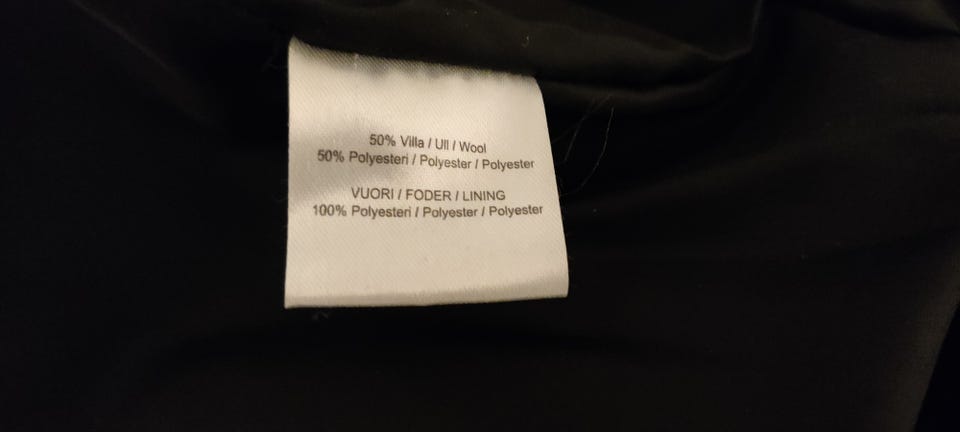 50% Villa / Ull / Wool
50% Polyesteri / Polyester / Polyester
VUORI / FODER / LINING
100% Polyesteri / Polyester / Polyester